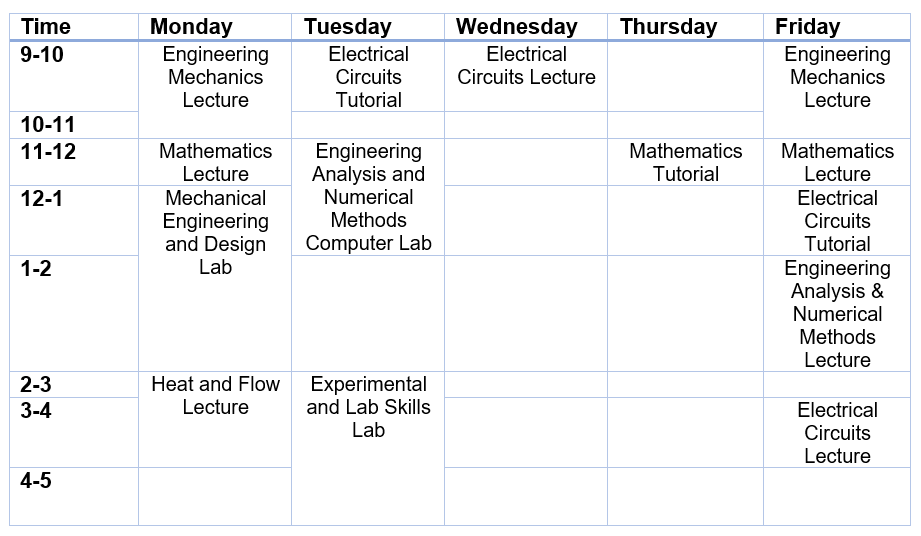 Time Monday Tuesday Wednesday Thursday Friday
9-10
Engineering
Mechanics
Lecture
Electrical
Circuits
Tutorial
Electrical
Circuits Lecture
Engineering
Mechanics
Lecture
10-11
11-12
Mathematics
Lecture
Engineering
Analysis and
Numerical
Methods
Computer Lab
Mathematics
Tutorial
Mathematics
Lecture
12-1
Mechanical
Engineering
and Design
Lab
Electrical
Circuits
Tutorial
1-2
Engineering
Analysis &
Numerical
Methods
Lecture
2-3
Heat and Flow
Lecture
Experimental
and Lab Skills
Lab
3-4
Electrical
Circuits
Lecture
4-5